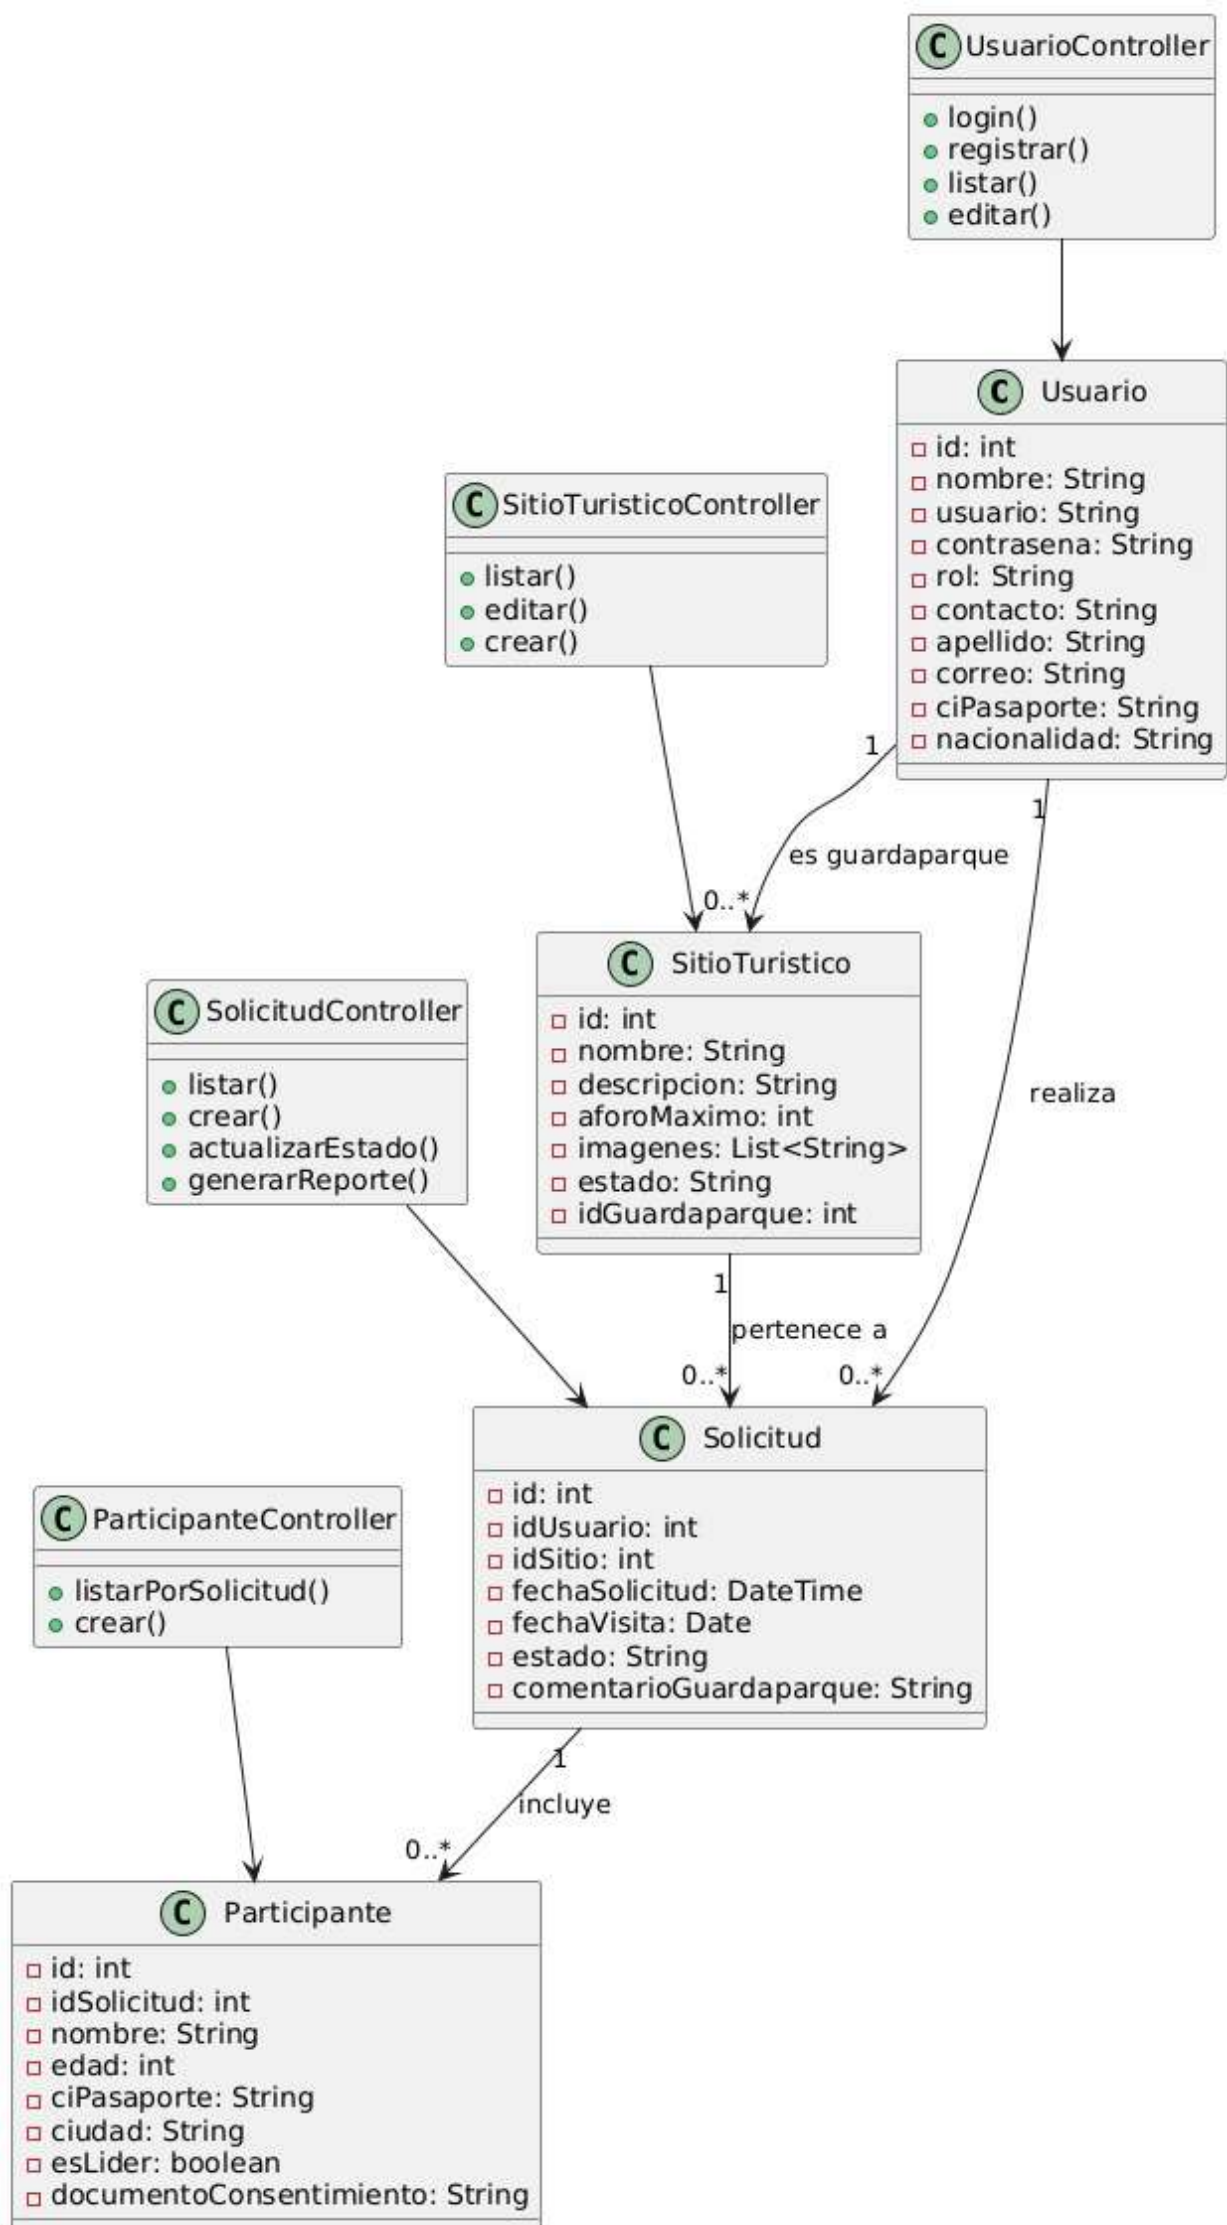 C UsuarioController
login()
registrar()
listar()
editar()
C Usuario
id: int
nombre: String
usuario: String
contrasena: String
rol: String
contacto: String
apellido: String
correo: String
ciPasaporte: String
nacionalidad: String
C SitioTuristicoController
listar()
editar()
crear()
1
es guardaparque
0..*
1
realiza
0..*
C SitioTuristico
id: int
nombre: String
descripcion: String
aforoMaximo: int
imagenes: List<String>
estado: String
idGuardaparque: int
C SolicitudController
listar()
crear()
actualizarEstado()
generarReporte()
1
pertenece a
0..*
C Solicitud
id: int
idUsuario: int
idSitio: int
fechaSolicitud: DateTime
fechaVisita: Date
estado: String
comentarioGuardaparque: String
C ParticipanteController
listarPorSolicitud()
crear()
1
incluye
0..*
C Participante
id: int
idSolicitud: int
nombre: String
edad: int
ciPasaporte: String
ciudad: String
esLider: boolean
documentoConsentimiento: String